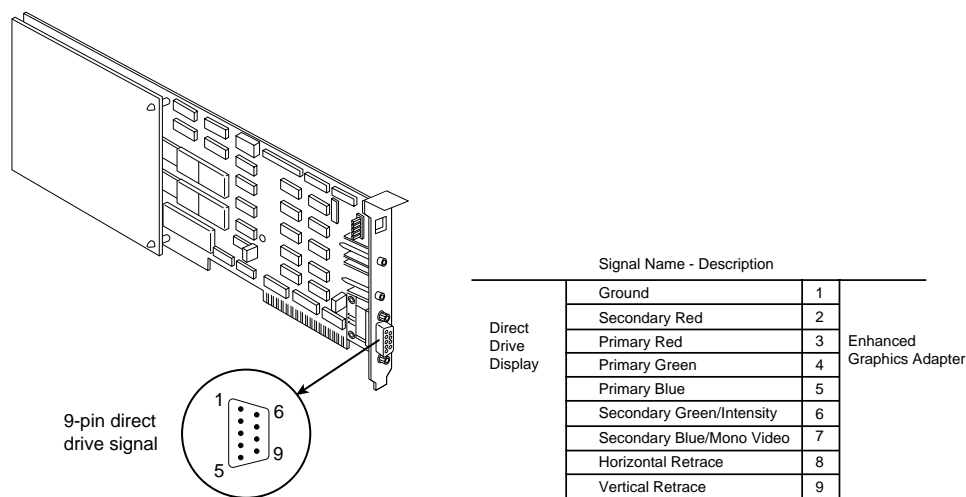 1
6
5
9
9-pin direct
drive signal
Signal Name - Description
Direct
Drive
Display
Ground 1
Secondary Red 2
Primary Red 3
Primary Green 4
Primary Blue 5
Secondary Green/Intensity 6
Secondary Blue/Mono Video 7
Horizontal Retrace 8
Vertical Retrace 9
Enhanced
Graphics Adapter